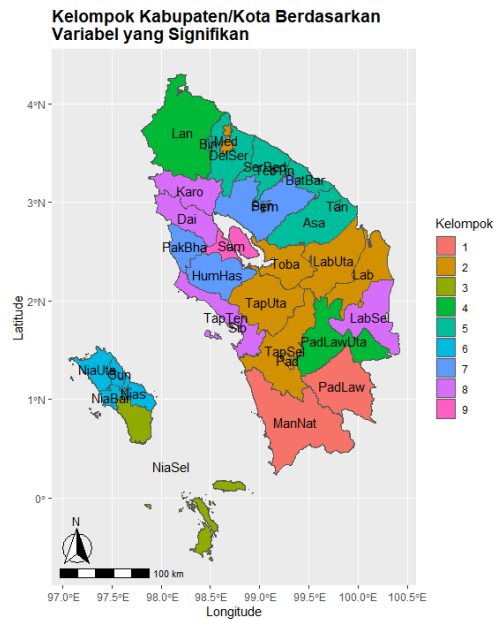 Kelompok Kabupaten/Kota Berdasarkan
Variabel yang Signifikan
4°N
3°N
2°N
1°N
0°
Latitude
Lan
Bin
Med
DelSer
SerBed
TebTin
BatBar
Karo
Pem
Tan
Asa
Dai
PakBha
Sam
HumHas
Toba
LabUta
Lab
TapUta
TapTen
Sib
LabSel
PadLawUta
TapSel
Pad
PadLaw
ManNat
NiaUta
Gun
Nias
NiaBar
NiaSel
N
100 km
97.0°E 97.5°E 98.0°E 98.5°E 99.0°E 99.5°E 100.0°E 100.5°E
Longitude
Kelompok
1
2
3
4
5
6
7
8
9